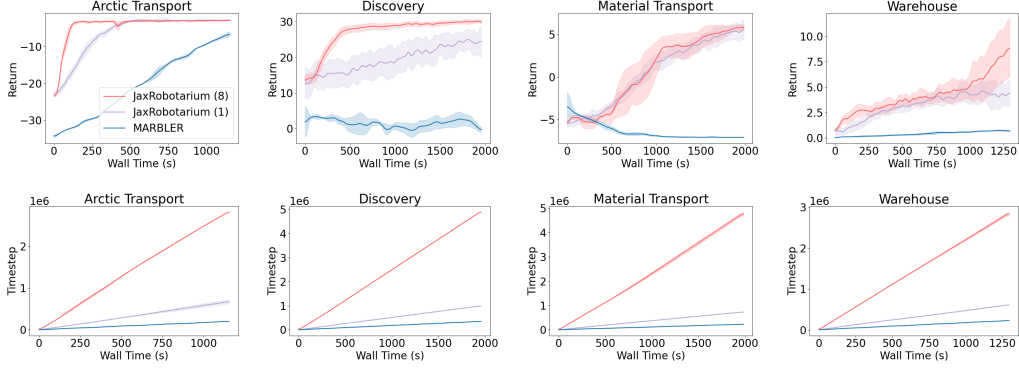 Arctic Transport
Discovery
Material Transport
Warehouse
Return
−10
−20
−30
0
250
500
750
1000
Wall Time (s)
JaxRobotarium (8)
JaxRobotarium (1)
MARBLER
Return
30
20
10
0
0
500
1000
1500
2000
Wall Time (s)
Return
5
0
−5
0
500
1000
1500
2000
Wall Time (s)
Return
10.0
7.5
5.0
2.5
0.0
0
250
500
750
1000
1250
Wall Time (s)
Arctic Transport
Discovery
Material Transport
Warehouse
1e6
Timestep
2
1
0
0
250
500
750
1000
Wall Time (s)
1e6
Timestep
5
4
3
2
1
0
0
500
1000
1500
2000
Wall Time (s)
1e6
Timestep
5
4
3
2
1
0
0
500
1000
1500
2000
Wall Time (s)
1e6
Timestep
3
2
1
0
0
250
500
750
1000
1250
Wall Time (s)